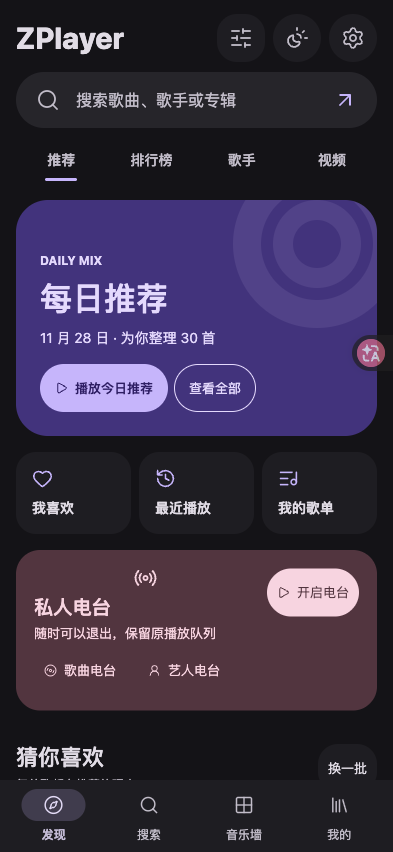 ZPlayer
搜索歌曲、歌手或专辑
推荐 排行榜 歌手 视频
DAILY MIX
每日推荐
11 月 28 日 · 为你整理 30 首
播放今日推荐 查看全部
我喜欢 最近播放 我的歌单
私人电台
开启电台
随时可以退出，保留原播放队列
歌曲电台 艺人电台
猜你喜欢
换一批
发现 搜索 音乐墙 我的